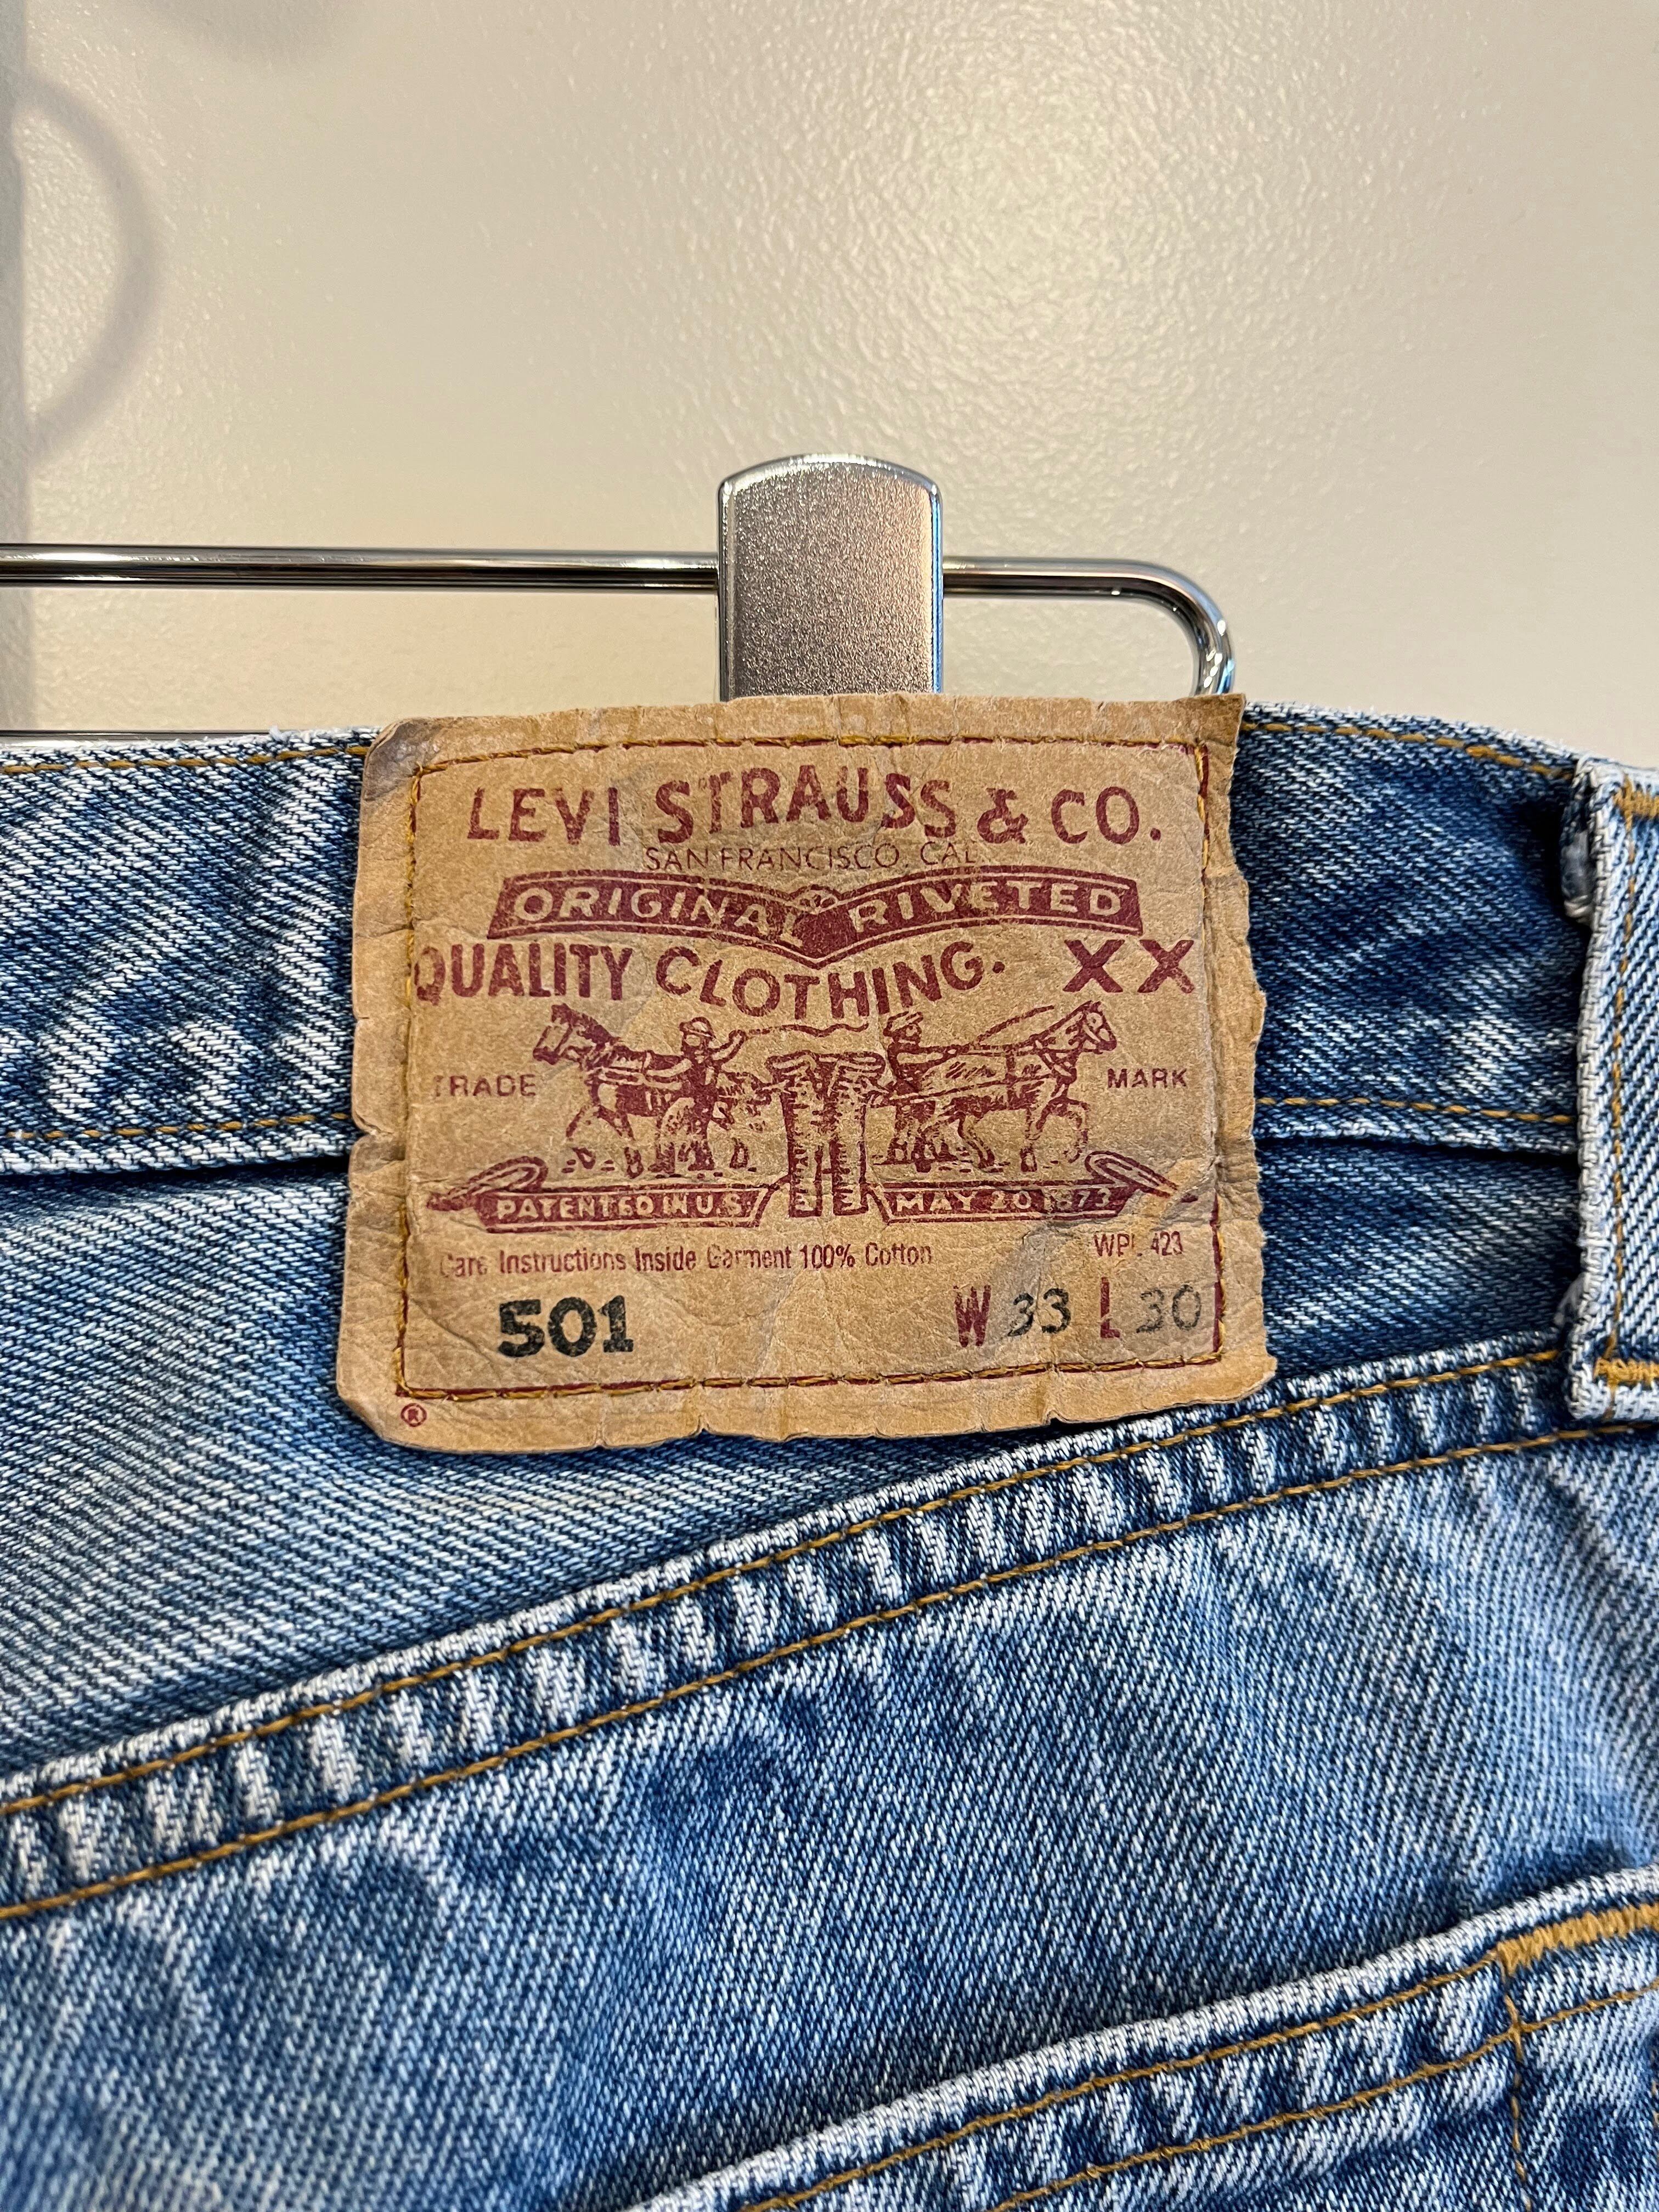 LEVI STRAUSS & CO.
SAN FRANCISCO, CAL.
ORIGINAL RIVETED
QUALITY CLOTHING. XX
TRADE MARK
PATENTED IN U.S. MAY 20 1873
Care Instructions Inside Garment 100% Cotton WPL 423
501 W 33 L 30
®